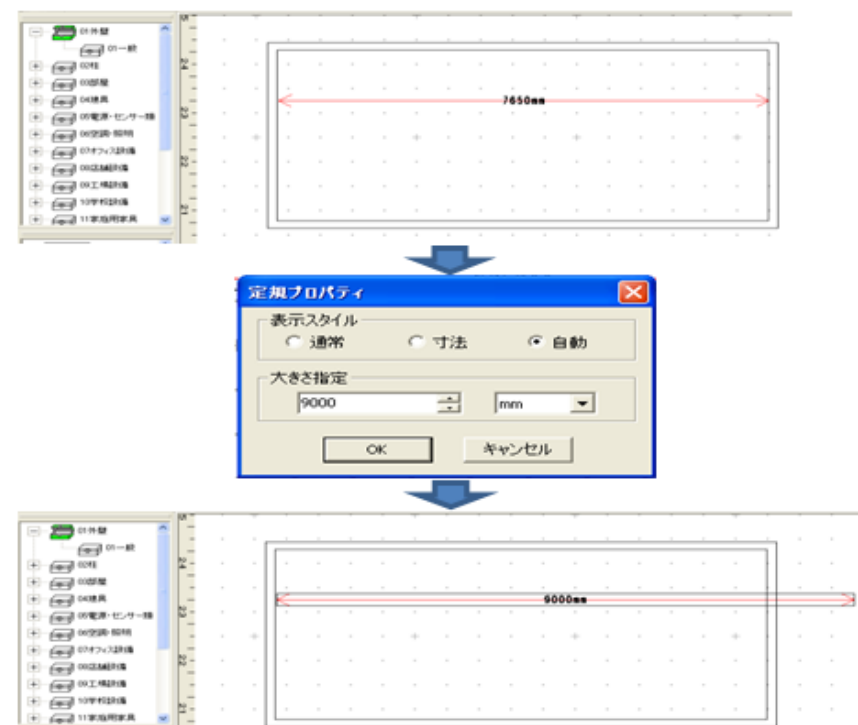 01外壁
01一般
02柱
03部屋
04建具
05電源・センサー類
06空調・照明
07オフィス設備
08店舗設備
09工場設備
10学校設備
11家庭用家具
24
23
22
21
7650mm
定規プロパティ
表示スタイル
通常 寸法 自動
大きさ指定
9000 mm
OK キャンセル
01外壁
01一般
02柱
03部屋
04建具
05電源・センサー類
06空調・照明
07オフィス設備
08店舗設備
09工場設備
10学校設備
11家庭用家具
24
23
22
21
9000mm